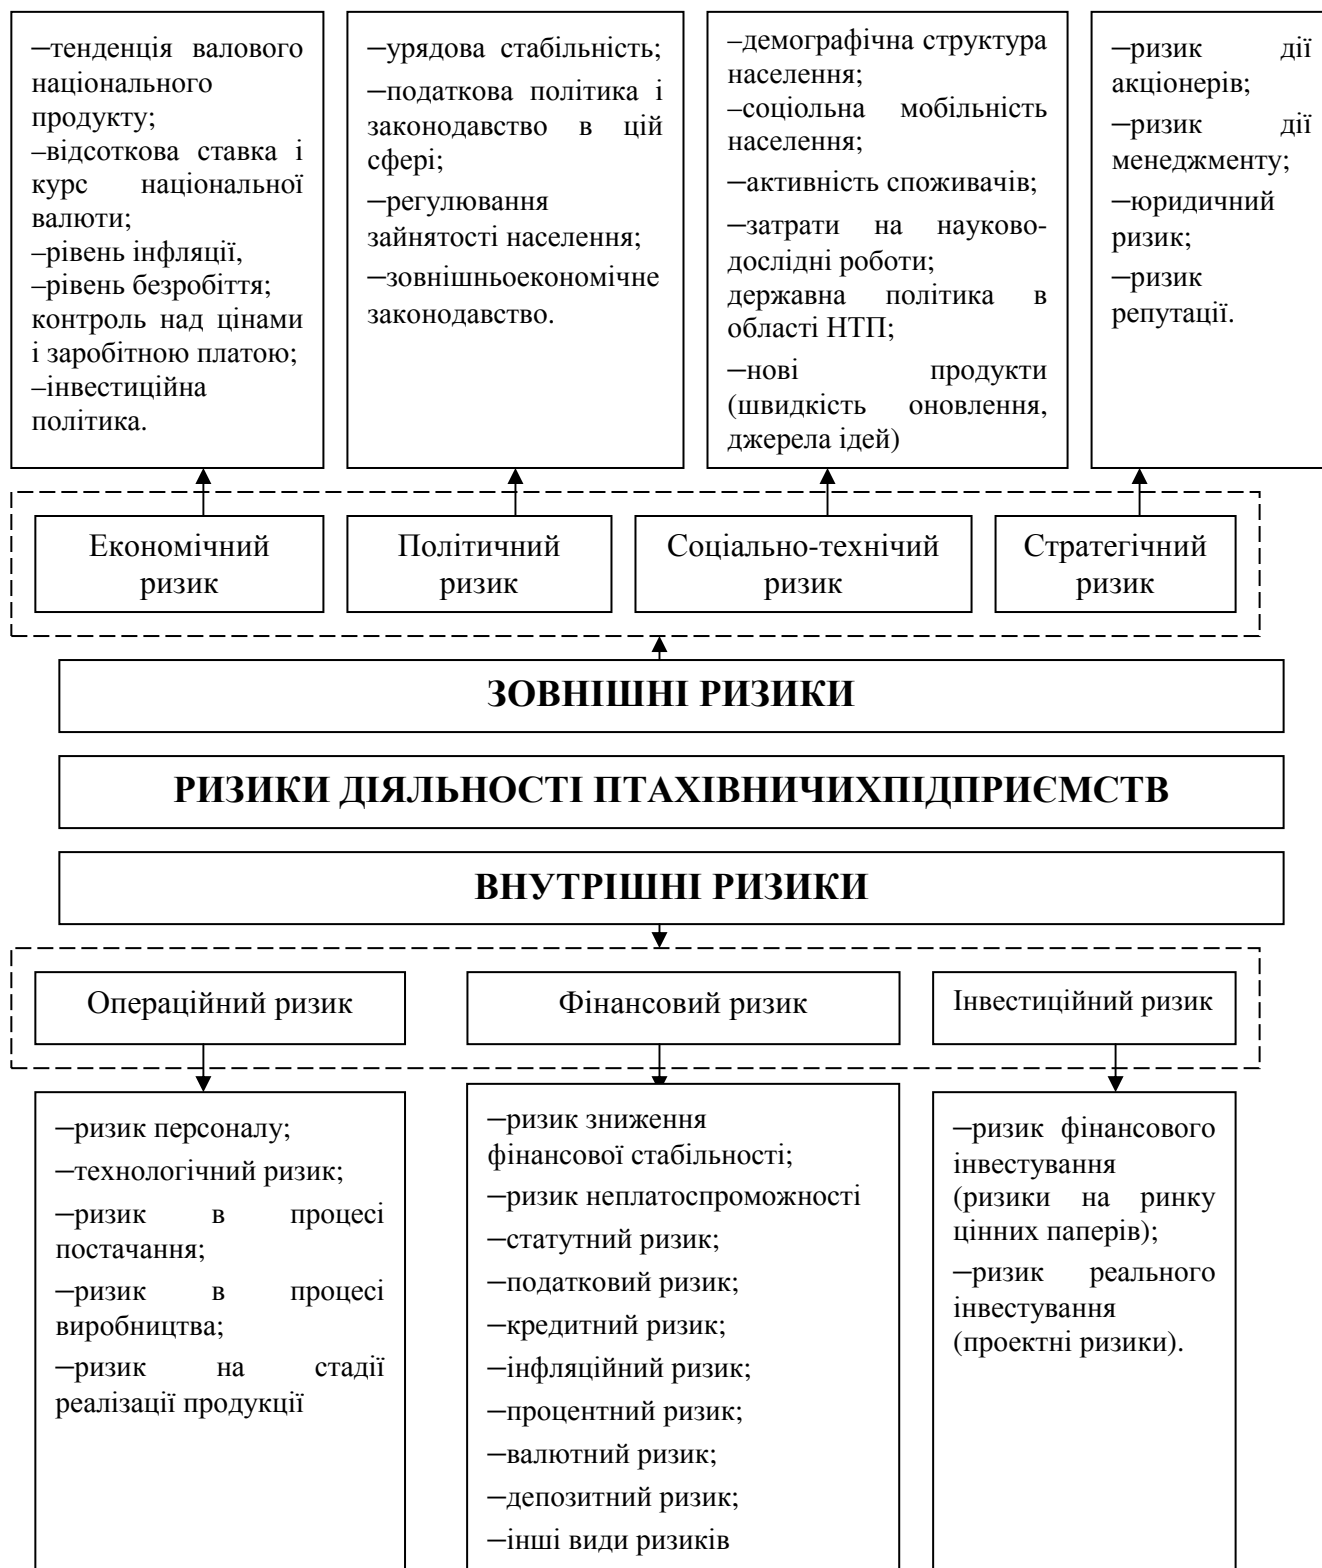 –тенденція валового
національного
продукту;
–відсоткова ставка і
курс національної
валюти;
–рівень інфляції,
–рівень безробіття;
контроль над цінами
і заробітною платою;
–інвестиційна
політика.
–урядова стабільність;
–податкова політика і
законодавство в цій
сфері;
–регулювання
зайнятості населення;
–зовнішньоекономічне
законодавство.
–демографічна структура
населення;
–соціольна мобільність
населення;
–активність споживачів;
–затрати на науково-
дослідні роботи;
державна політика в
області НТП;
–нові продукти
(швидкість оновлення,
джерела ідей)
–ризик дії
акціонерів;
–ризик дії
менеджменту;
–юридичний
ризик;
–ризик
репутації.
Економічний
ризик
Політичний
ризик
Соціально-технічий
ризик
Стратегічний
ризик
ЗОВНІШНІ РИЗИКИ
РИЗИКИ ДІЯЛЬНОСТІ ПТАХІВНИЧИХПІДПРИЄМСТВ
ВНУТРІШНІ РИЗИКИ
Операційний ризик
Фінансовий ризик
Інвестиційний ризик
–ризик персоналу;
–технологічний ризик;
–ризик в процесі
постачання;
–ризик в процесі
виробництва;
–ризик на стадії
реалізації продукції
–ризик зниження
фінансової стабільності;
–ризик неплатоспроможності
–статутний ризик;
–податковий ризик;
–кредитний ризик;
–інфляційний ризик;
–процентний ризик;
–валютний ризик;
–депозитний ризик;
–інші види ризиків
–ризик фінансового
інвестування
(ризики на ринку
цінних паперів);
–ризик реального
інвестування
(проектні ризики).